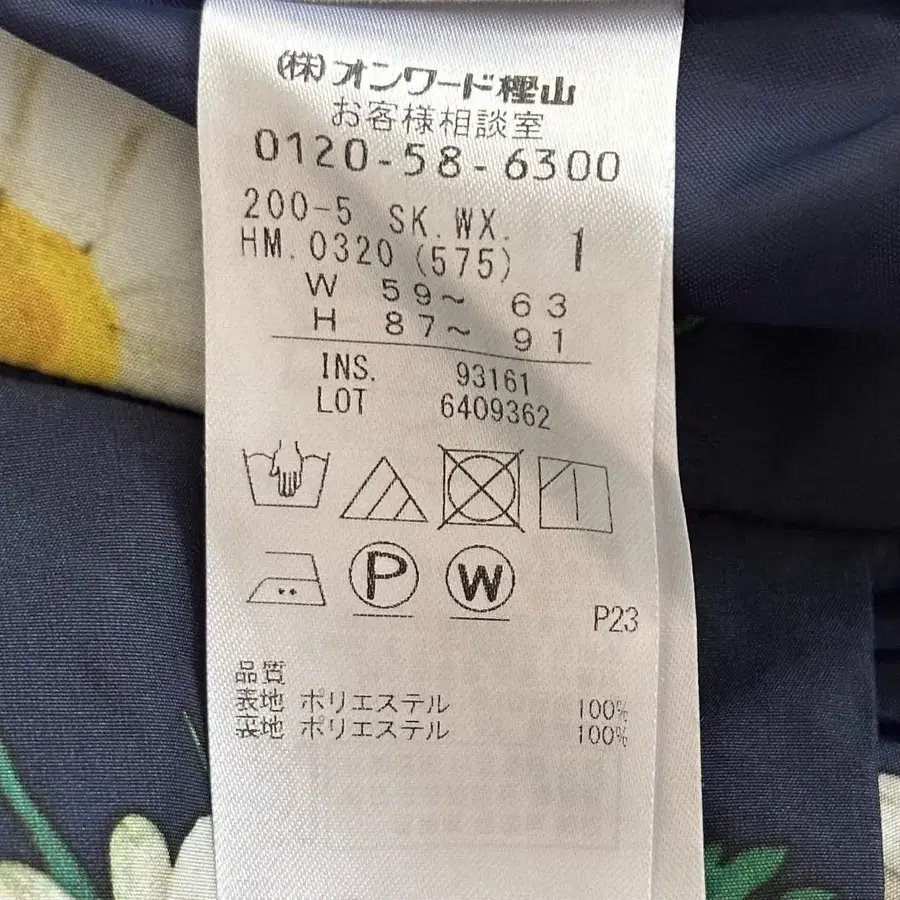 (株)オンワード樫山
お客様相談室
0120-58-6300
200-5 SK.WX. 1
HM.0320(575)
W 59～ 63
H 87～ 91
INS. 93161
LOT 6409362
P W
P23
品質
表地 ポリエステル 100%
裏地 ポリエステル 100%